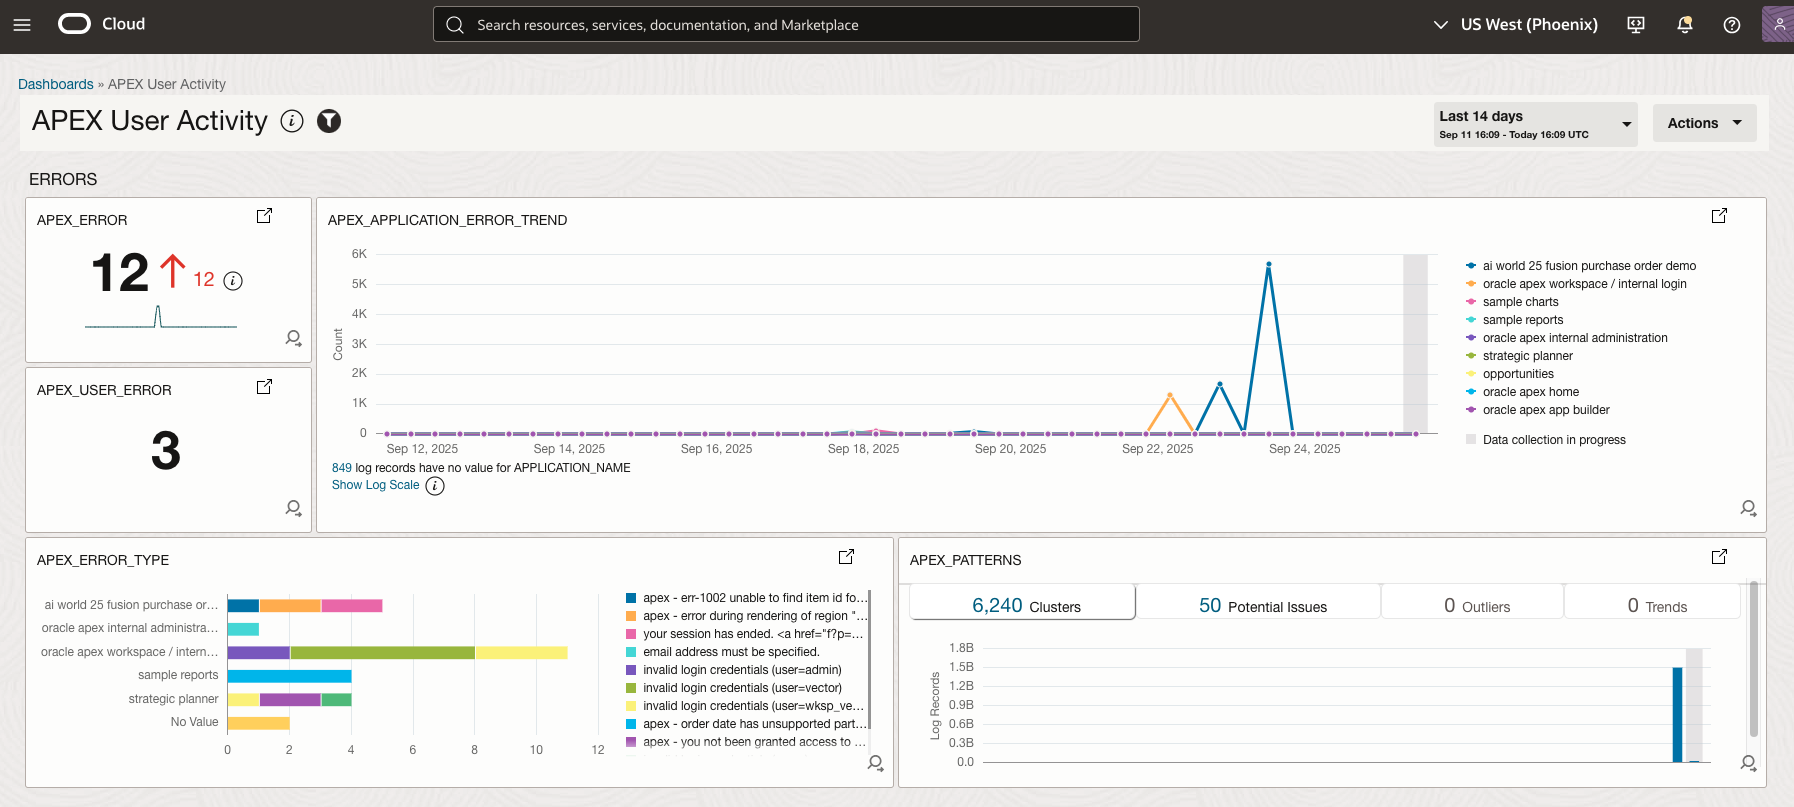 Cloud
Search resources, services, documentation, and Marketplace
US West (Phoenix)
Dashboards » APEX User Activity
APEX User Activity
Last 14 days
Sep 11 16:09 - Today 16:09 UTC
Actions
ERRORS
APEX_ERROR
12
12
APEX_USER_ERROR
3
APEX_APPLICATION_ERROR_TREND
6K
5K
4K
3K
2K
1K
0
Count
Sep 12, 2025
Sep 14, 2025
Sep 16, 2025
Sep 18, 2025
Sep 20, 2025
Sep 22, 2025
Sep 24, 2025
ai world 25 fusion purchase order demo
oracle apex workspace / internal login
sample charts
sample reports
oracle apex internal administration
strategic planner
opportunities
oracle apex home
oracle apex app builder
Data collection in progress
849 log records have no value for APPLICATION_NAME
Show Log Scale
APEX_ERROR_TYPE
ai world 25 fusion purchase or...
oracle apex internal administra...
oracle apex workspace / intern...
sample reports
strategic planner
No Value
0
2
4
6
8
10
12
apex - err-1002 unable to find item id fo...
apex - error during rendering of region "...
your session has ended. <a href="f?p=...
email address must be specified.
invalid login credentials (user=admin)
invalid login credentials (user=vector)
invalid login credentials (user=wksp_ve...
apex - order date has unsupported part...
apex - you not been granted access to ...
APEX_PATTERNS
6,240 Clusters
50 Potential Issues
0 Outliers
0 Trends
1.8B
1.5B
1.2B
0.9B
0.6B
0.3B
0.0
Log Records